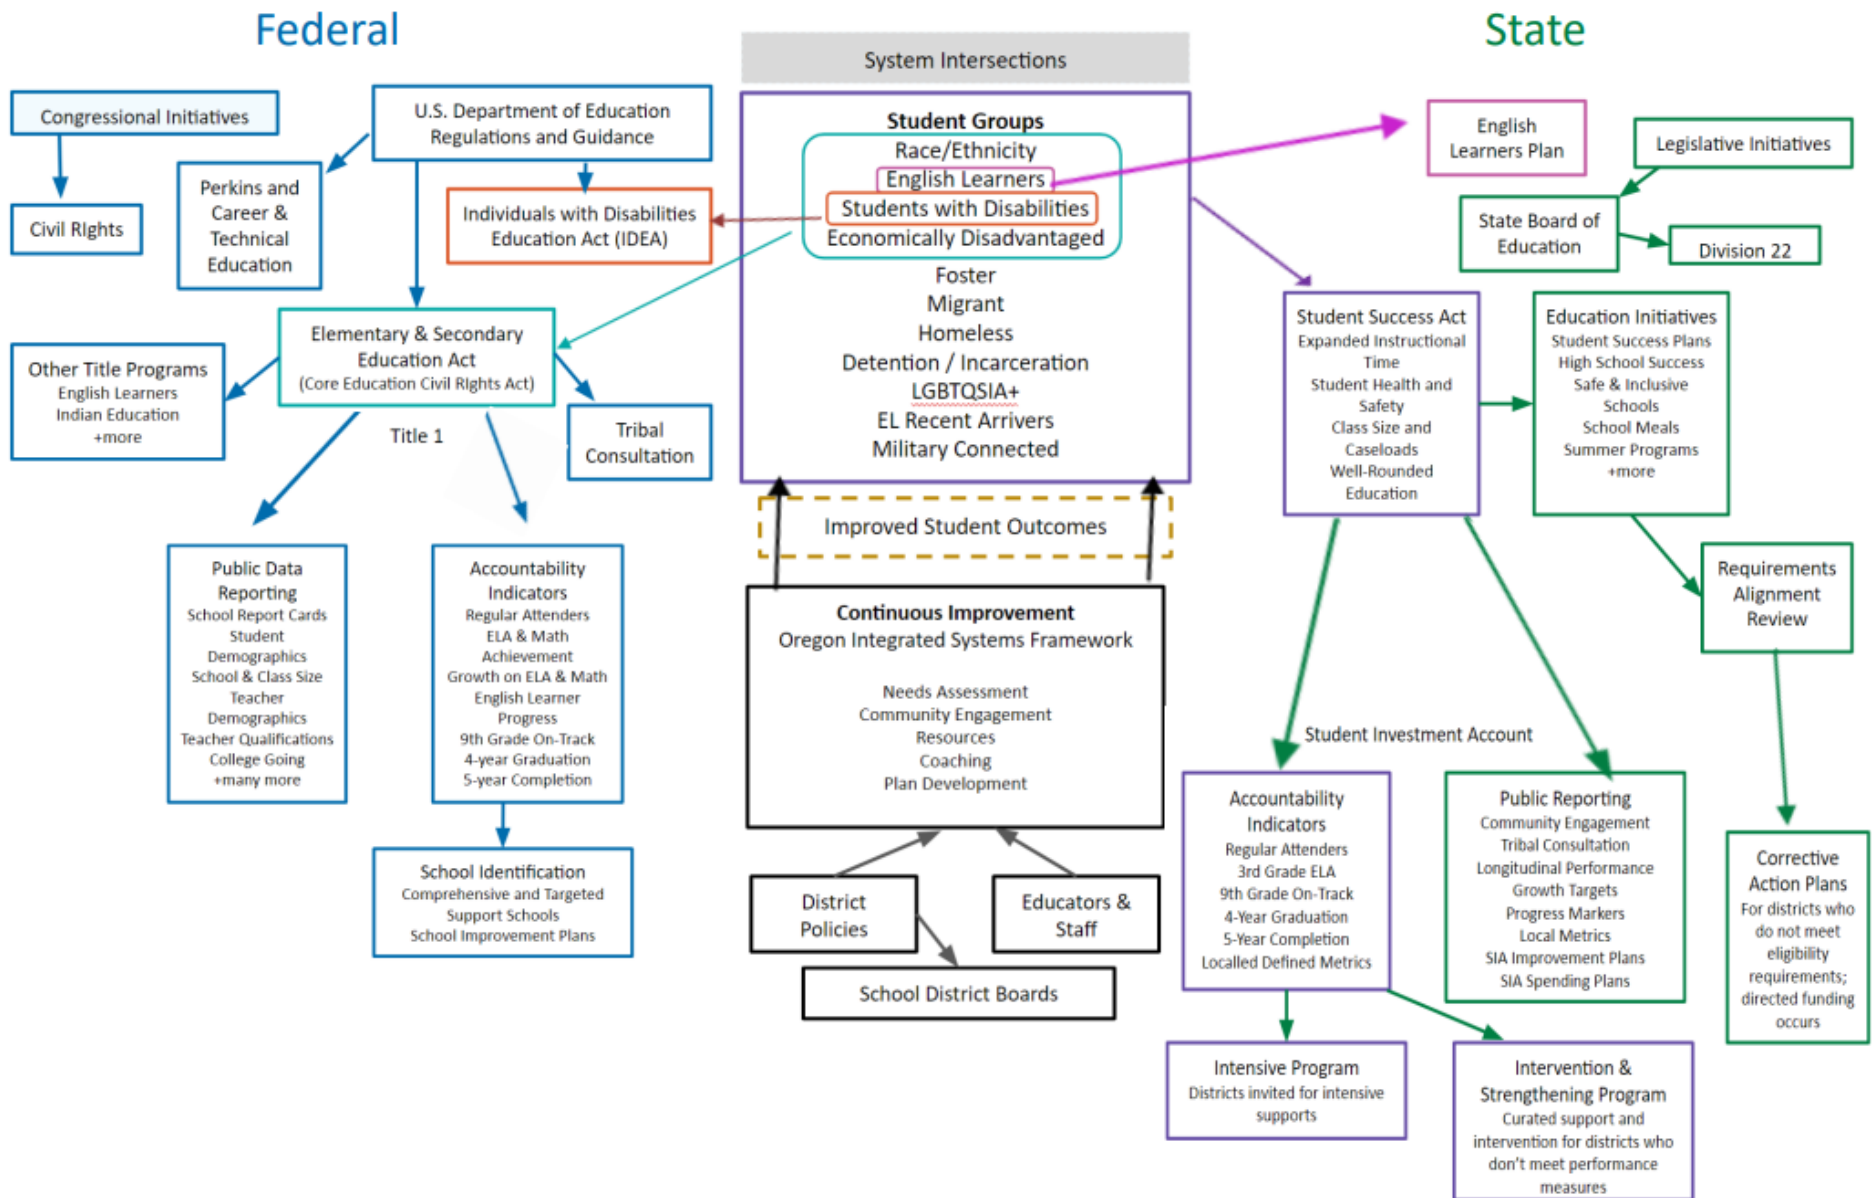 Federal
System Intersections
State
Congressional Initiatives
U.S. Department of Education
Regulations and Guidance
Civil RIghts
Perkins and
Career &
Technical
Education
Individuals with Disabilities
Education Act (IDEA)
Elementary & Secondary
Education Act
(Core Education Civil RIghts Act)
Other Title Programs
English Learners
Indian Education
+more
Title 1
Tribal
Consultation
Public Data
Reporting
School Report Cards
Student
Demographics
School & Class Size
Teacher
Demographics
Teacher Qualifications
College Going
+many more
Accountability
Indicators
Regular Attenders
ELA & Math
Achievement
Growth on ELA & Math
English Learner
Progress
9th Grade On-Track
4-year Graduation
5-year Completion
School Identification
Comprehensive and Targeted
Support Schools
School Improvement Plans
Student Groups
Race/Ethnicity
English Learners
Students with Disabilities
Economically Disadvantaged
Foster
Migrant
Homeless
Detention / Incarceration
LGBTQSIA+
EL Recent Arrivers
Military Connected
Improved Student Outcomes
Continuous Improvement
Oregon Integrated Systems Framework
Needs Assessment
Community Engagement
Resources
Coaching
Plan Development
District
Policies
Educators &
Staff
School District Boards
English
Learners Plan
Legislative Initiatives
State Board of
Education
Division 22
Student Success Act
Expanded Instructional
Time
Student Health and
Safety
Class Size and
Caseloads
Well-Rounded
Education
Education Initiatives
Student Success Plans
High School Success
Safe & Inclusive
Schools
School Meals
Summer Programs
+more
Requirements
Alignment
Review
Student Investment Account
Accountability
Indicators
Regular Attenders
3rd Grade ELA
9th Grade On-Track
4-Year Graduation
5-Year Completion
Localled Defined Metrics
Public Reporting
Community Engagement
Tribal Consultation
Longitudinal Performance
Growth Targets
Progress Markers
Local Metrics
SIA Improvement Plans
SIA Spending Plans
Corrective
Action Plans
For districts who
do not meet
eligibility
requirements;
directed funding
occurs
Intensive Program
Districts invited for intensive
supports
Intervention &
Strengthening Program
Curated support and
intervention for districts who
don't meet performance
measures